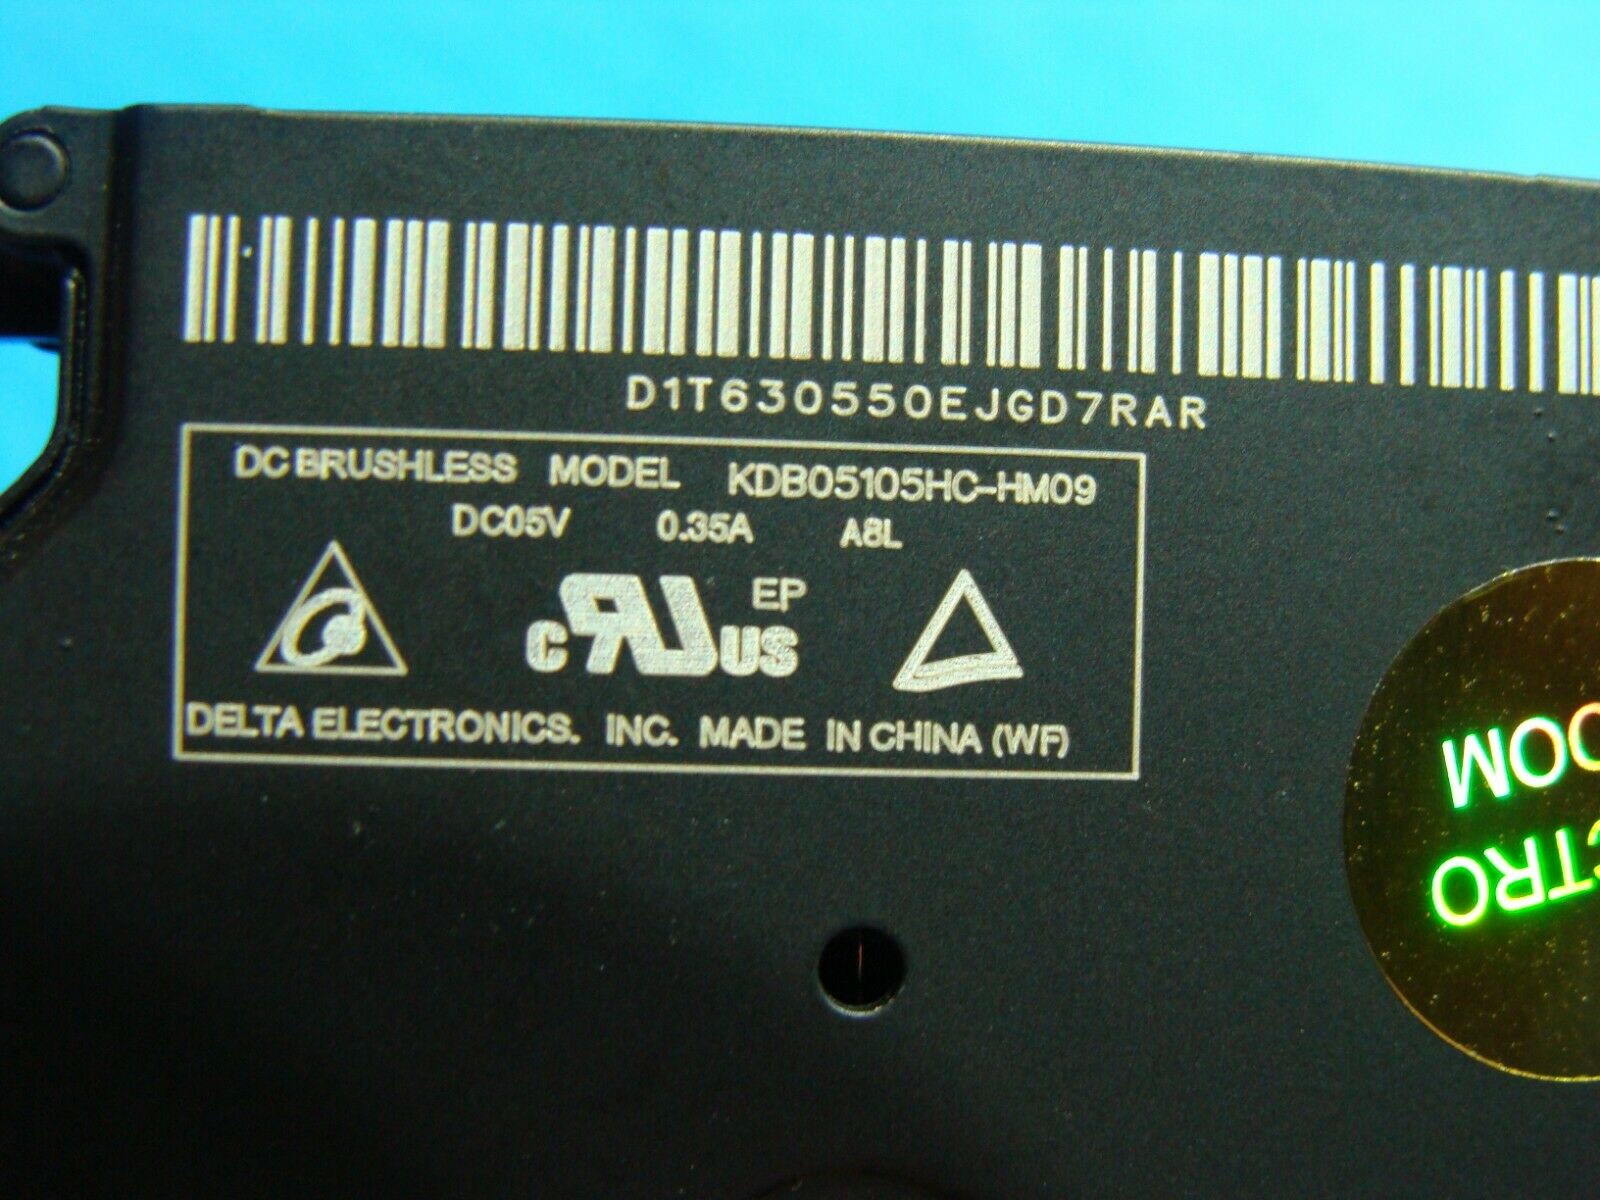 D1T630550EJGD7RAR
DC BRUSHLESS MODEL KDB05105HC-HM09
DC05V 0.35A A8L
c RU US EP
DELTA ELECTRONICS. INC. MADE IN CHINA (WF)